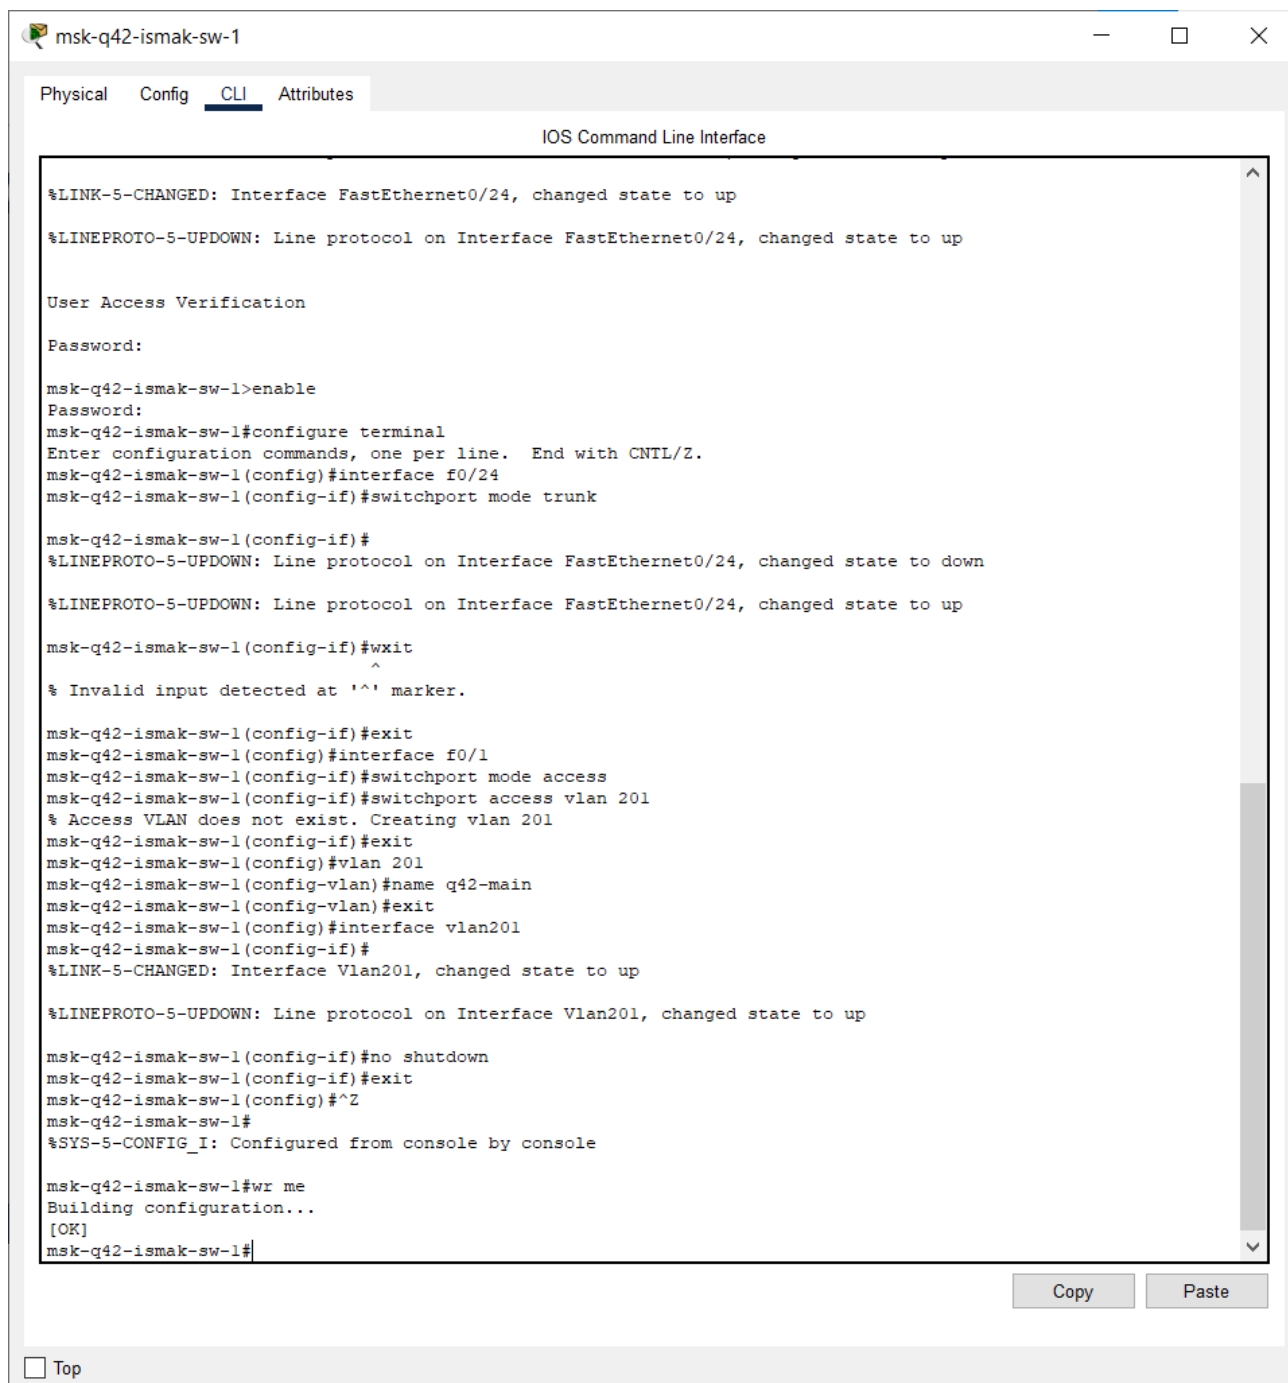 msk-q42-ismak-sw-1
Physical Config CLI Attributes
IOS Command Line Interface
%LINK-5-CHANGED: Interface FastEthernet0/24, changed state to up
%LINEPROTO-5-UPDOWN: Line protocol on Interface FastEthernet0/24, changed state to up
User Access Verification
Password:
msk-q42-ismak-sw-1>enable
Password:
msk-q42-ismak-sw-1#configure terminal
Enter configuration commands, one per line.  End with CNTL/Z.
msk-q42-ismak-sw-1(config)#interface f0/24
msk-q42-ismak-sw-1(config-if)#switchport mode trunk
msk-q42-ismak-sw-1(config-if)#
%LINEPROTO-5-UPDOWN: Line protocol on Interface FastEthernet0/24, changed state to down
%LINEPROTO-5-UPDOWN: Line protocol on Interface FastEthernet0/24, changed state to up
msk-q42-ismak-sw-1(config-if)#wxit
^
% Invalid input detected at '^' marker.
msk-q42-ismak-sw-1(config-if)#exit
msk-q42-ismak-sw-1(config)#interface f0/1
msk-q42-ismak-sw-1(config-if)#switchport mode access
msk-q42-ismak-sw-1(config-if)#switchport access vlan 201
% Access VLAN does not exist. Creating vlan 201
msk-q42-ismak-sw-1(config-if)#exit
msk-q42-ismak-sw-1(config)#vlan 201
msk-q42-ismak-sw-1(config-vlan)#name q42-main
msk-q42-ismak-sw-1(config-vlan)#exit
msk-q42-ismak-sw-1(config)#interface vlan201
msk-q42-ismak-sw-1(config-if)#
%LINK-5-CHANGED: Interface Vlan201, changed state to up
%LINEPROTO-5-UPDOWN: Line protocol on Interface Vlan201, changed state to up
msk-q42-ismak-sw-1(config-if)#no shutdown
msk-q42-ismak-sw-1(config-if)#exit
msk-q42-ismak-sw-1(config)#^Z
msk-q42-ismak-sw-1#
%SYS-5-CONFIG_I: Configured from console by console
msk-q42-ismak-sw-1#wr me
Building configuration...
[OK]
msk-q42-ismak-sw-1#
Copy Paste
Top